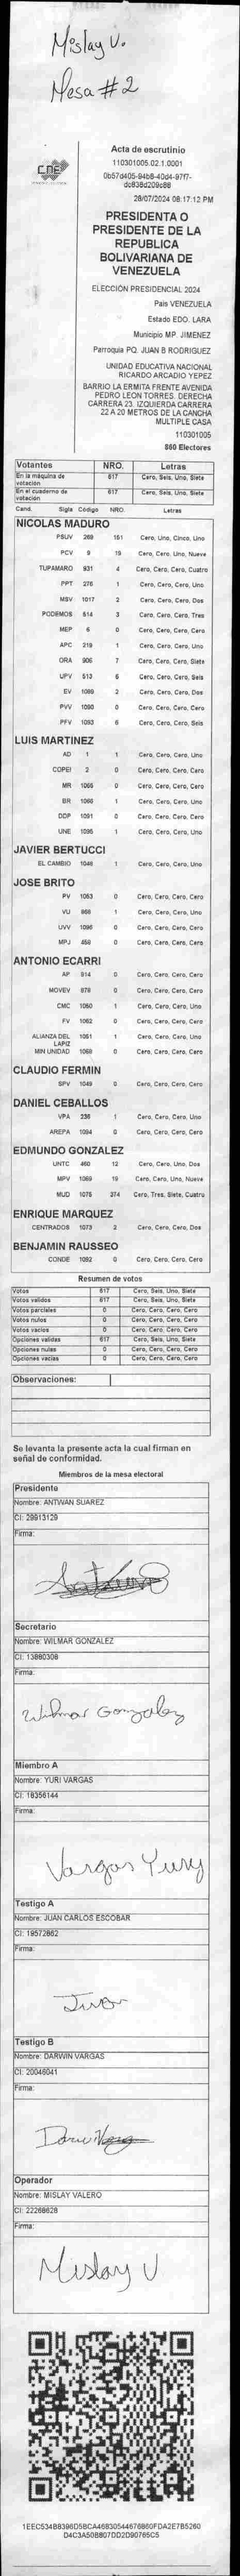 Mislay V.
Mesa #2
CNE
Acta de escrutinio
110301005.02.1.0001
0b57d405-94b8-40d4-97f7-
dc838d209c88
28/07/2024 08:17:12 PM
PRESIDENTA O
PRESIDENTE DE LA
REPUBLICA
BOLIVARIANA DE
VENEZUELA
ELECCIÓN PRESIDENCIAL 2024
Pais VENEZUELA
Estado EDO. LARA
Municipio MP. JIMENEZ
Parroquia PQ. JUAN B RODRIGUEZ
UNIDAD EDUCATIVA NACIONAL
RICARDO ARCADIO YEPEZ
BARRIO LA ERMITA FRENTE AVENIDA
PEDRO LEON TORRES. DERECHA
CARRERA 23. IZQUIERDA CARRERA
22 A 20 METROS DE LA CANCHA
MULTIPLE CASA
110301005
860 Electores
Votantes NRO. Letras
En la máquina de votación 617 Cero, Seis, Uno, Siete
En el cuaderno de votación 617 Cero, Seis, Uno, Siete
Cand. Sigla Código NRO. Letras
NICOLAS MADURO
PSUV 269 151 Cero, Uno, Cinco, Uno
PCV 9 19 Cero, Cero, Uno, Nueve
TUPAMARO 931 4 Cero, Cero, Cero, Cuatro
PPT 276 1 Cero, Cero, Cero, Uno
MSV 1017 2 Cero, Cero, Cero, Dos
PODEMOS 614 3 Cero, Cero, Cero, Tres
MEP 6 0 Cero, Cero, Cero, Cero
APC 219 1 Cero, Cero, Cero, Uno
ORA 906 7 Cero, Cero, Cero, Siete
UPV 513 6 Cero, Cero, Cero, Seis
EV 1089 2 Cero, Cero, Cero, Dos
PVV 1090 0 Cero, Cero, Cero, Cero
PFV 1093 6 Cero, Cero, Cero, Seis
LUIS MARTINEZ
AD 1 1 Cero, Cero, Cero, Uno
COPEI 2 0 Cero, Cero, Cero, Cero
MR 1065 0 Cero, Cero, Cero, Cero
BR 1060 1 Cero, Cero, Cero, Uno
DDP 1091 0 Cero, Cero, Cero, Cero
UNE 1095 1 Cero, Cero, Cero, Uno
JAVIER BERTUCCI
EL CAMBIO 1048 1 Cero, Cero, Cero, Uno
JOSE BRITO
PV 1053 0 Cero, Cero, Cero, Cero
VU 868 1 Cero, Cero, Cero, Uno
UVV 1096 0 Cero, Cero, Cero, Cero
MPJ 458 0 Cero, Cero, Cero, Cero
ANTONIO ECARRI
AP 914 0 Cero, Cero, Cero, Cero
MOVEV 878 0 Cero, Cero, Cero, Cero
CMC 1050 1 Cero, Cero, Cero, Uno
FV 1062 0 Cero, Cero, Cero, Cero
ALIANZA DEL LAPIZ 1051 1 Cero, Cero, Cero, Uno
MIN UNIDAD 1058 0 Cero, Cero, Cero, Cero
CLAUDIO FERMIN
SPV 1049 0 Cero, Cero, Cero, Cero
DANIEL CEBALLOS
VPA 236 1 Cero, Cero, Cero, Uno
AREPA 1094 0 Cero, Cero, Cero, Cero
EDMUNDO GONZALEZ
UNTC 460 12 Cero, Cero, Uno, Dos
MPV 1069 19 Cero, Cero, Uno, Nueve
MUD 1075 374 Cero, Tres, Siete, Cuatro
ENRIQUE MARQUEZ
CENTRADOS 1073 2 Cero, Cero, Cero, Dos
BENJAMIN RAUSSEO
CONDE 1092 0 Cero, Cero, Cero, Cero
Resumen de votos
Votos 617 Cero, Seis, Uno, Siete
Votos validos 617 Cero, Seis, Uno, Siete
Votos parciales 0 Cero, Cero, Cero, Cero
Votos nulos 0 Cero, Cero, Cero, Cero
Votos vacios 0 Cero, Cero, Cero, Cero
Opciones validas 617 Cero, Seis, Uno, Siete
Opciones nulas 0 Cero, Cero, Cero, Cero
Opciones vacias 0 Cero, Cero, Cero, Cero
Observaciones:
Se levanta la presente acta la cual firman en
señal de conformidad.
Miembros de la mesa electoral
Presidente
Nombre: ANTWAN SUAREZ
CI: 29913129
Firma:
Secretario
Nombre: WILMAR GONZALEZ
CI: 13880308
Firma:
Wilmar Gonzalez
Miembro A
Nombre: YURI VARGAS
CI: 18356144
Firma:
Vargas Yury
Testigo A
Nombre: JUAN CARLOS ESCOBAR
CI: 19572862
Firma:
Juan
Testigo B
Nombre: DARWIN VARGAS
CI: 20046041
Firma:
Operador
Nombre: MISLAY VALERO
CI: 22268628
Firma:
Mislay V
1EEC534B8396D5BCA46B30544676860FDA2E7B5260
D4C3A50B807DD2D90765C5